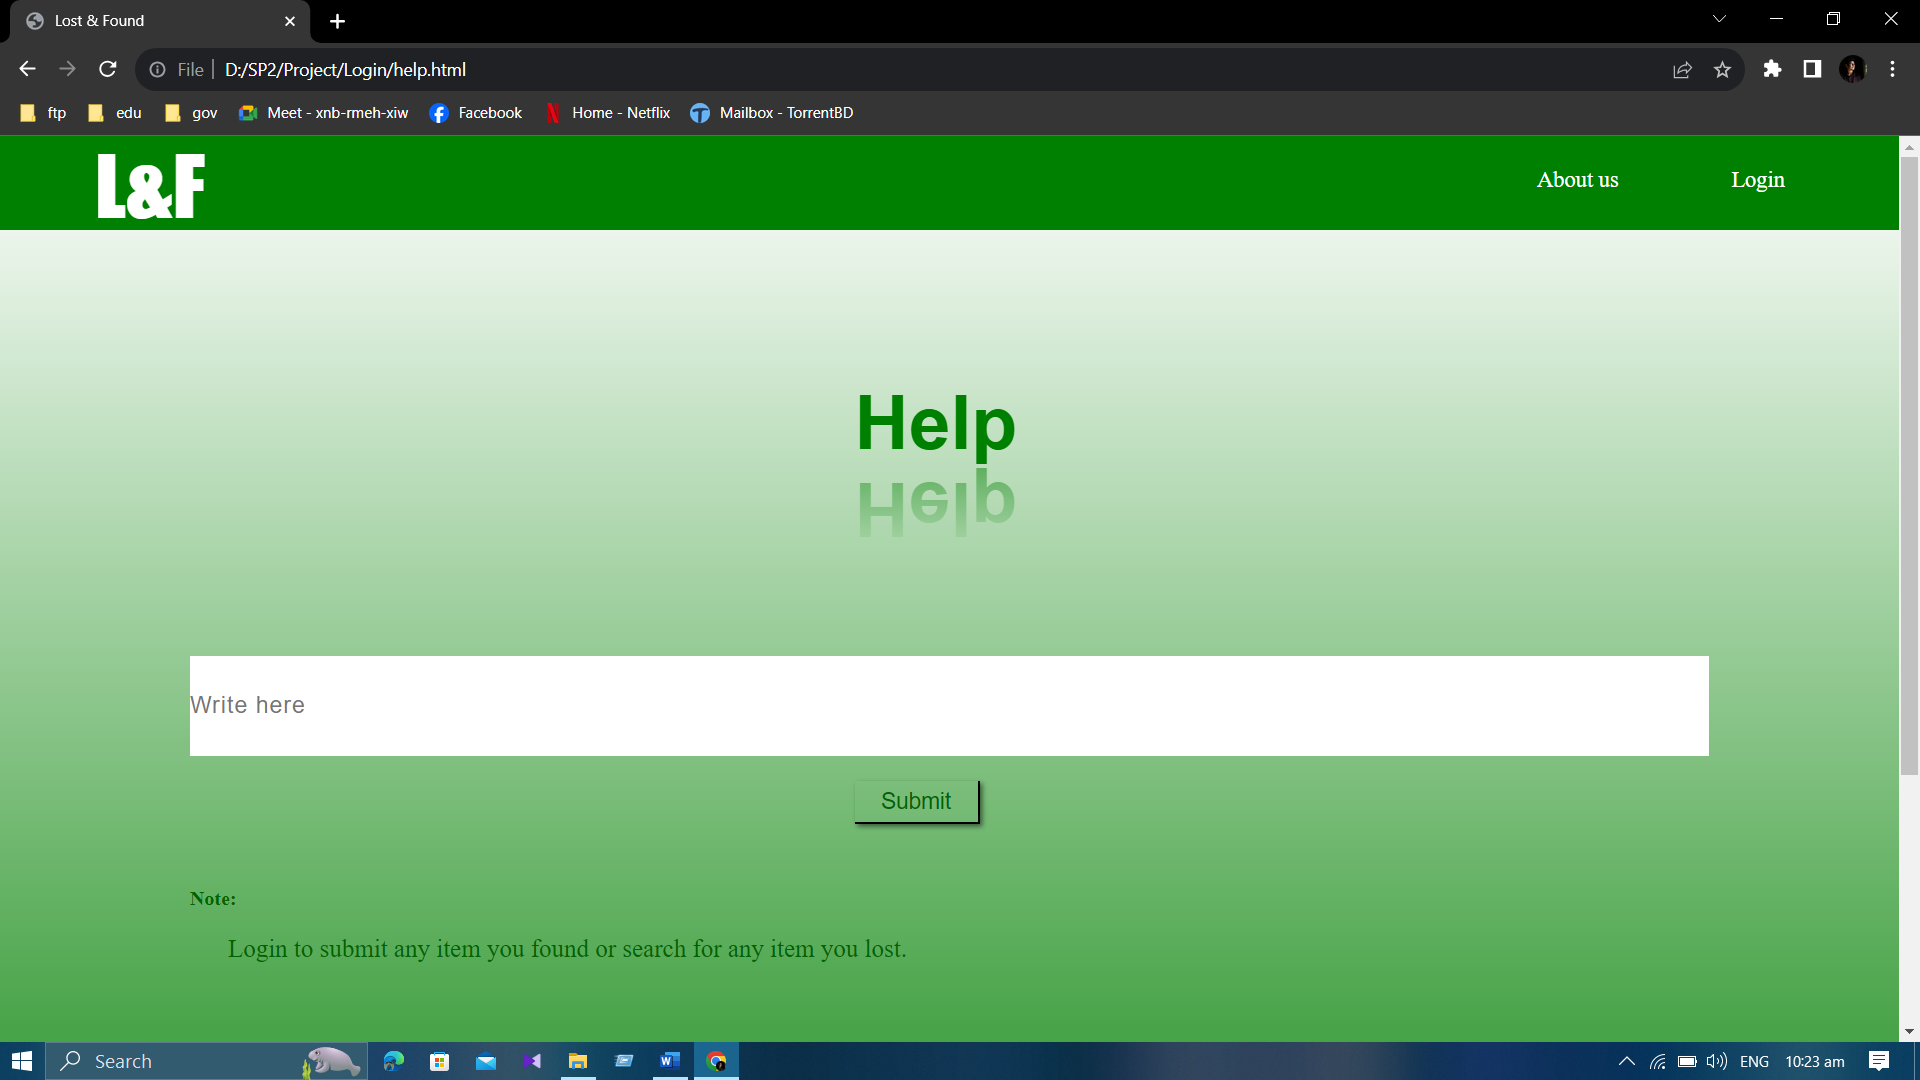 Lost & Found
File D:/SP2/Project/Login/help.html
ftp edu gov Meet - xnb-rmeh-xiw Facebook Home - Netflix Mailbox - TorrentBD
L&F About us Login
Help
Help
Write here
Submit
Note:
Login to submit any item you found or search for any item you lost.
Search ENG 10:23 am